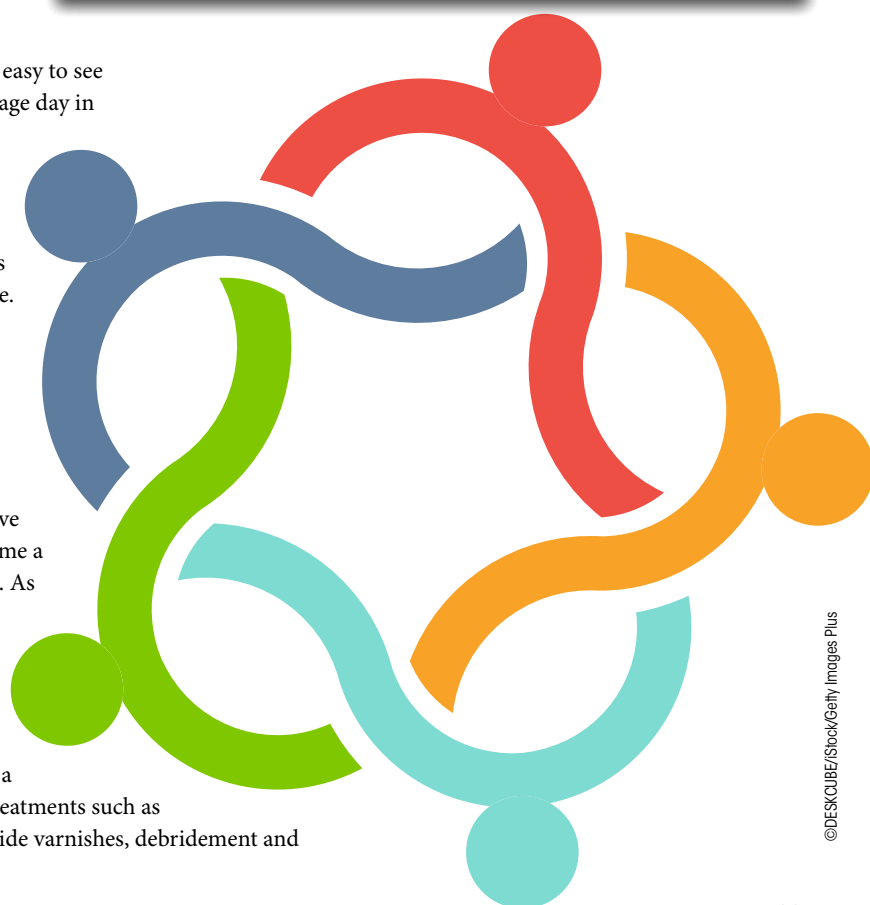 easy to see
age day in
s
e.
ve
me a
. As
a
eatments such as
ide varnishes, debridement and
©DESKCUBE/iStock/Getty Images Plus